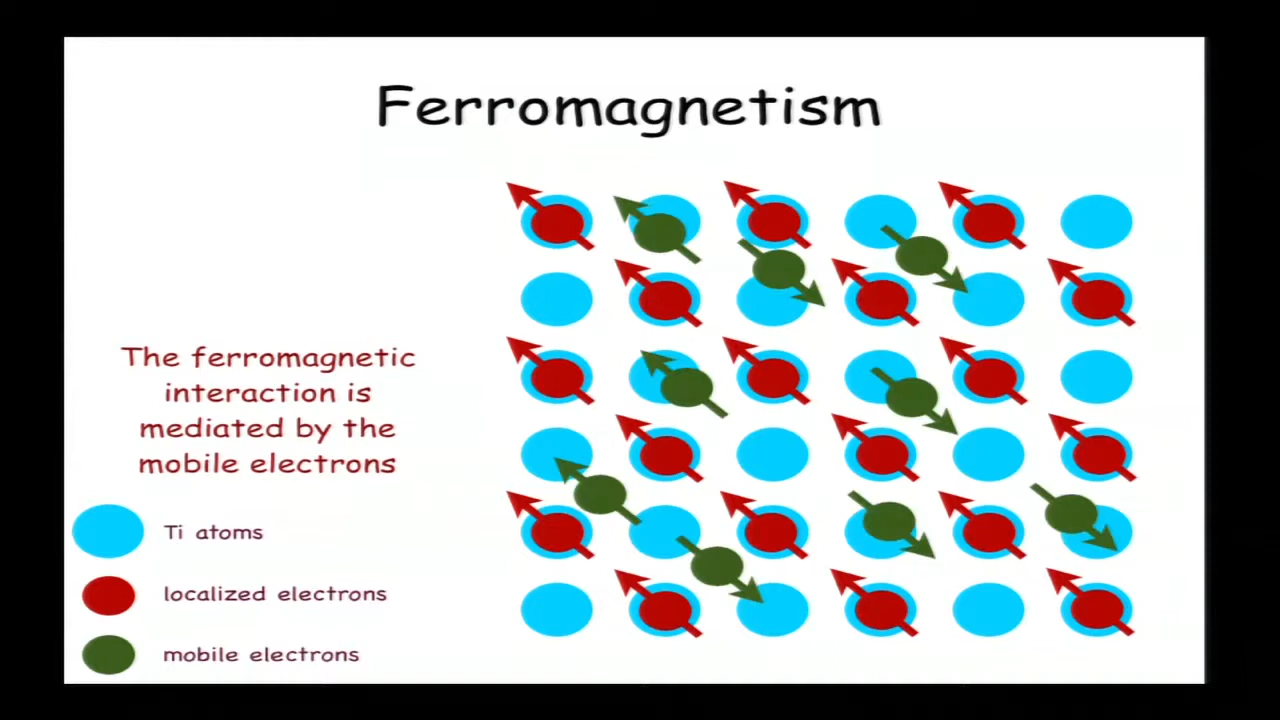 Ferromagnetism
The ferromagnetic
interaction is
mediated by the
mobile electrons
Ti atoms
localized electrons
mobile electrons